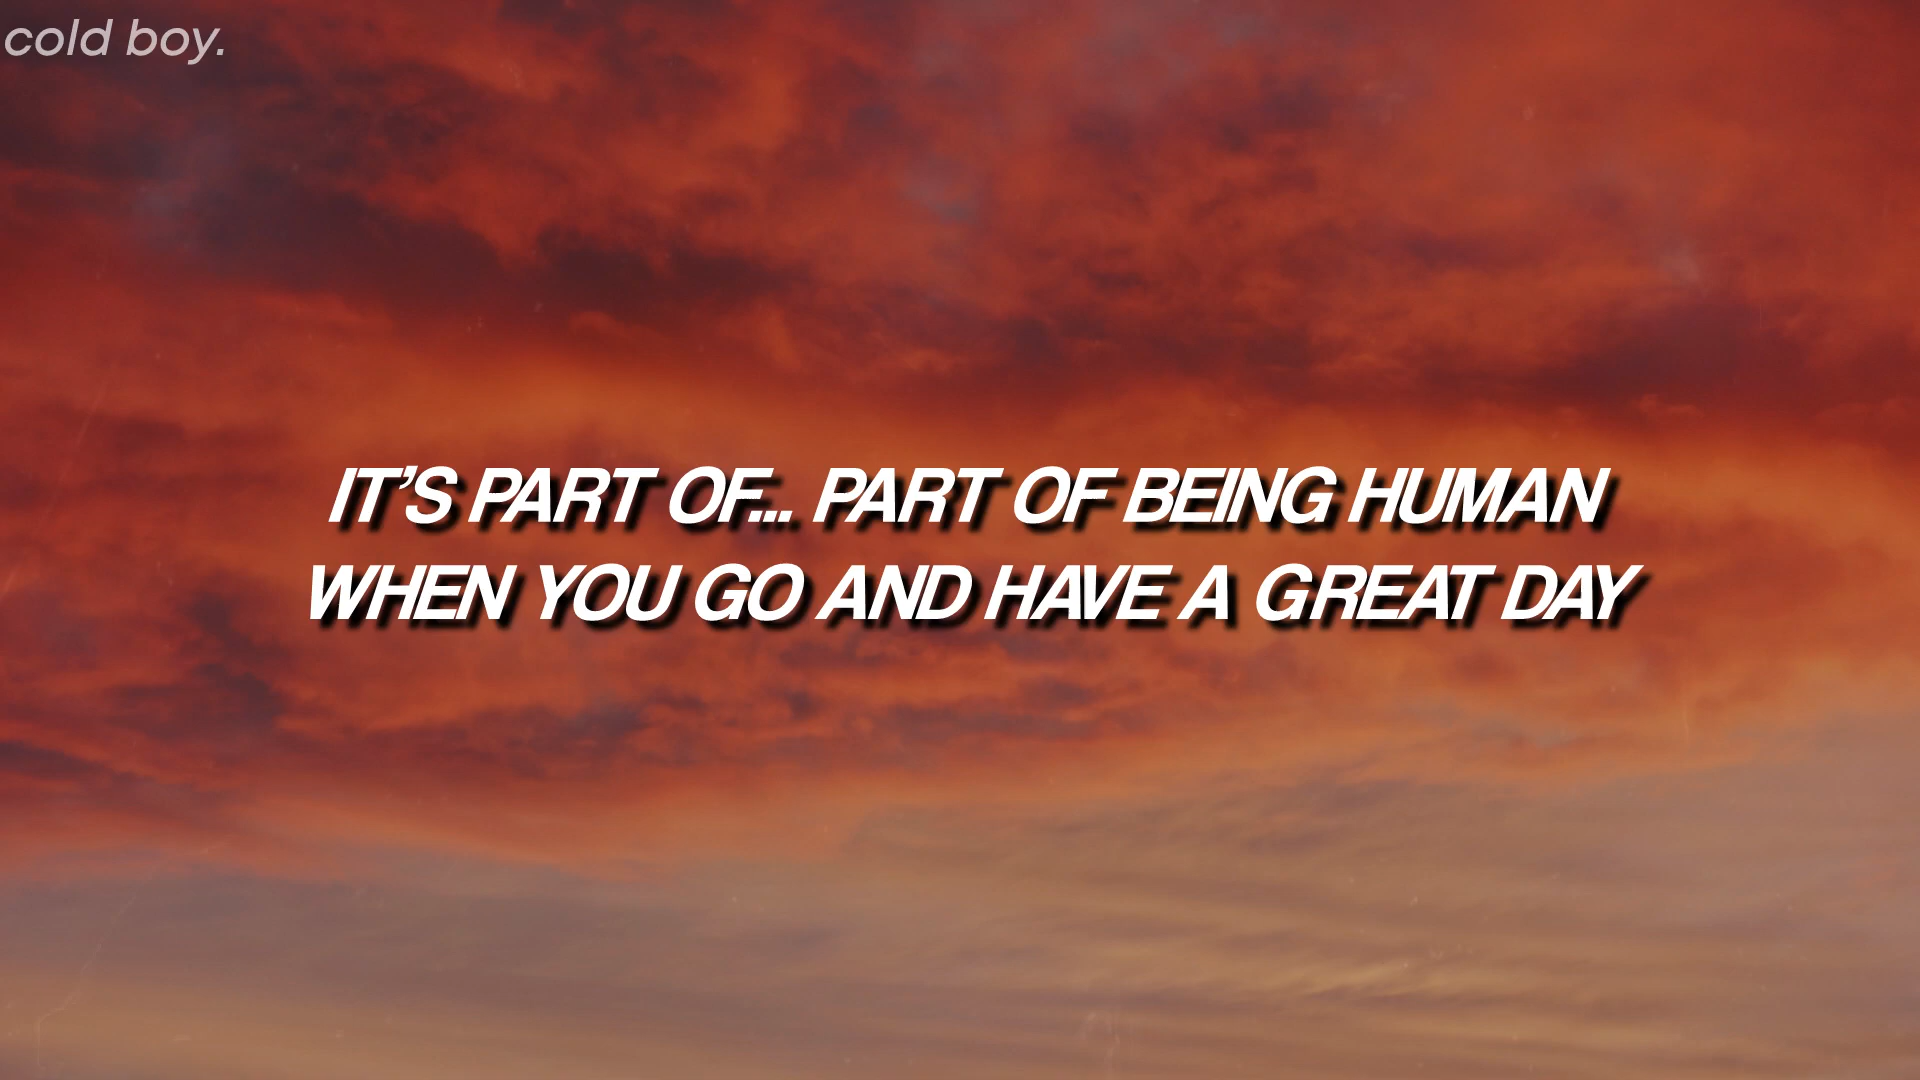 cold boy.
IT'S PART OF... PART OF BEING HUMAN
WHEN YOU GO AND HAVE A GREAT DAY